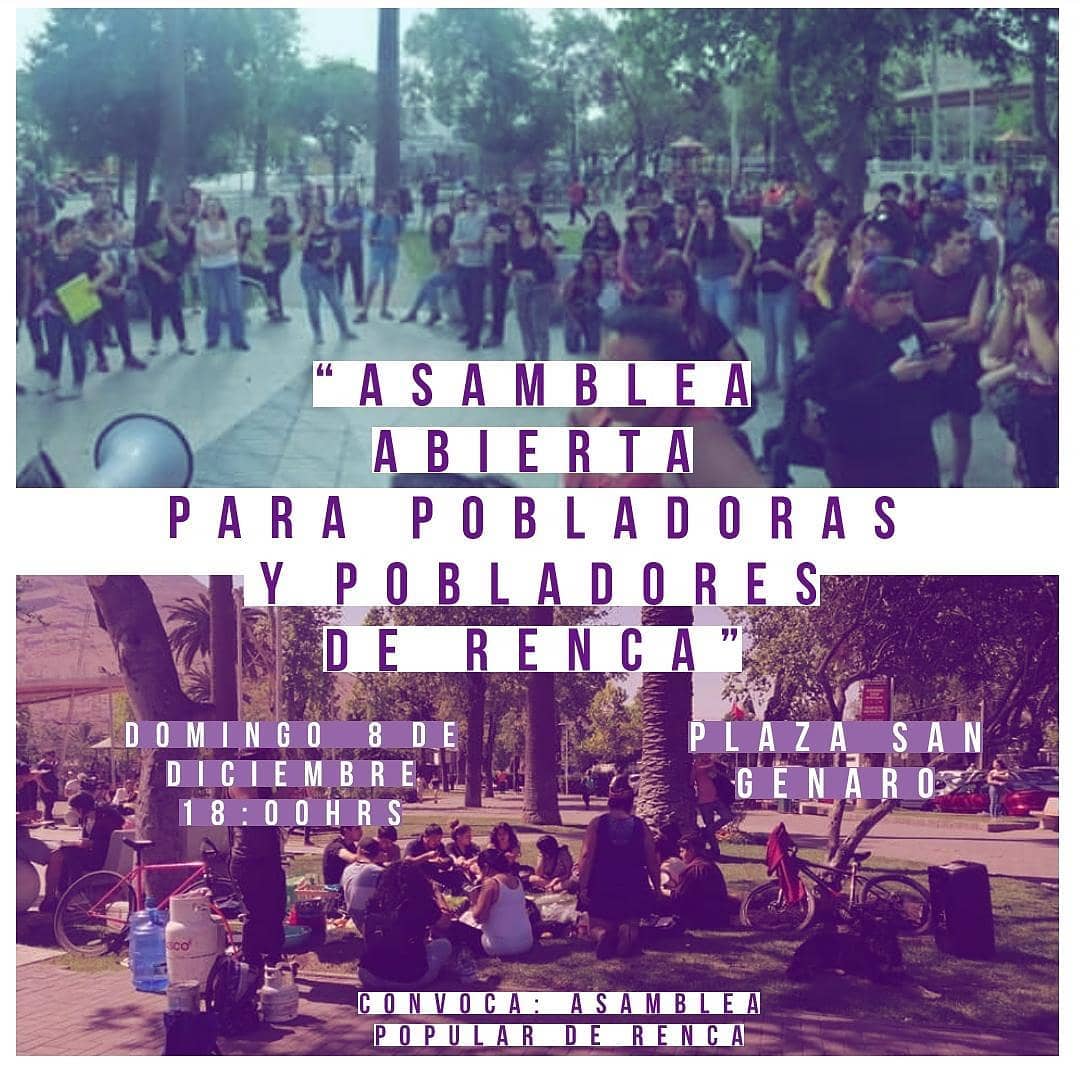 “ASAMBLEA
ABIERTA
PARA POBLADORAS
Y POBLADORES
DE RENCA”
DOMINGO 8 DE
DICIEMBRE
18:00HRS
PLAZA SAN
GENARO
CONVOCA: ASAMBLEA
POPULAR DE RENCA